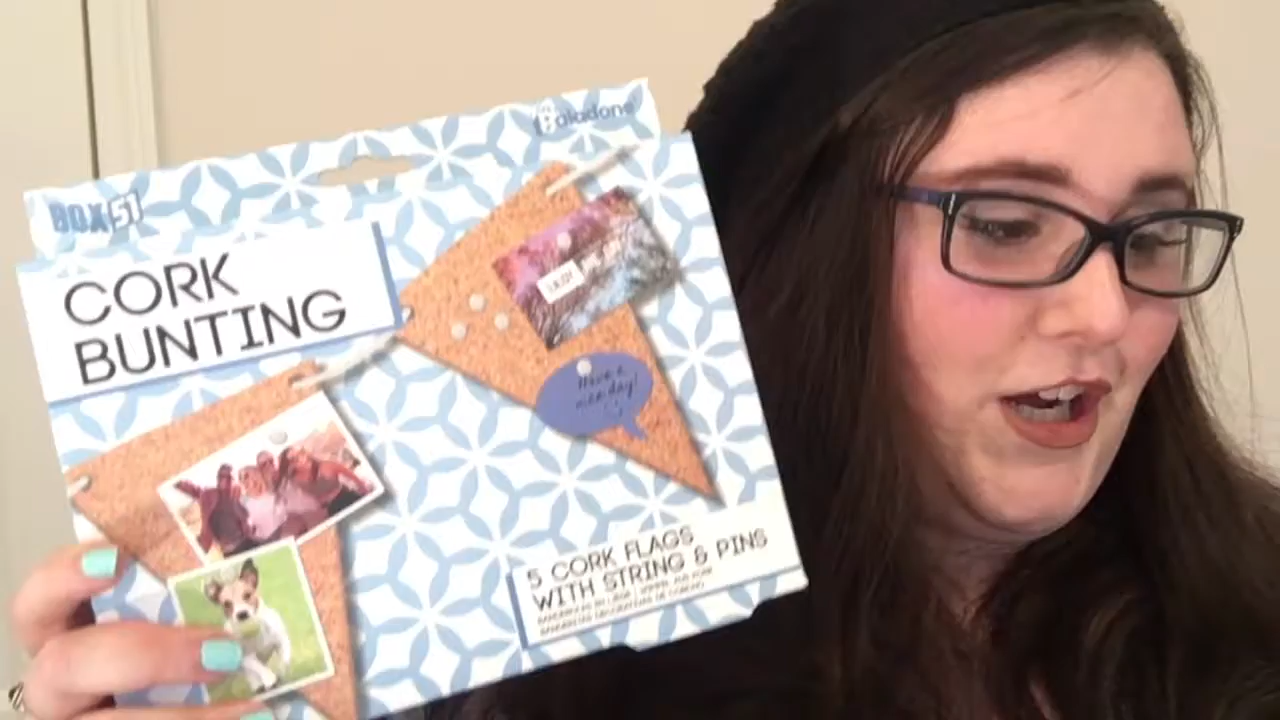 Paladone
BOX 51
CORK
BUNTING
Have a
nice day!
5 CORK FLAGS
WITH STRING & PINS